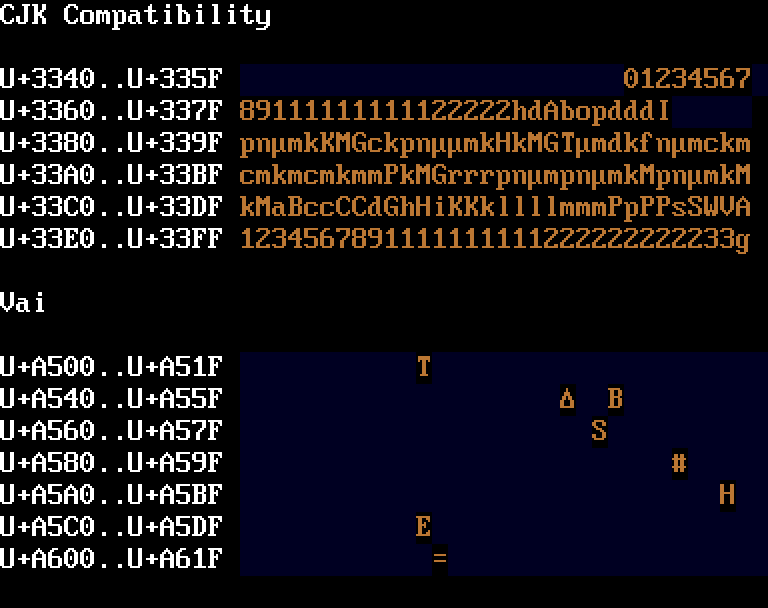 CJK Compatibility
U+3340..U+335F 01234567
U+3360..U+337F 89111111111122222hdAbopdddI
U+3380..U+339F pnµmkKMGckpnµµmkHkMGTµmdkfnµmckm
U+33A0..U+33BF cmkmcmkmmPkMGrrrpnµmpnµmkMpnµmkM
U+33C0..U+33DF kMaBccCCdGhHiKKkllllmmmPpPPsSWVA
U+33E0..U+33FF 1234567891111111111222222222233g
Vai
U+A500..U+A51F T
U+A540..U+A55F Δ B
U+A560..U+A57F S
U+A580..U+A59F #
U+A5A0..U+A5BF H
U+A5C0..U+A5DF E
U+A600..U+A61F =